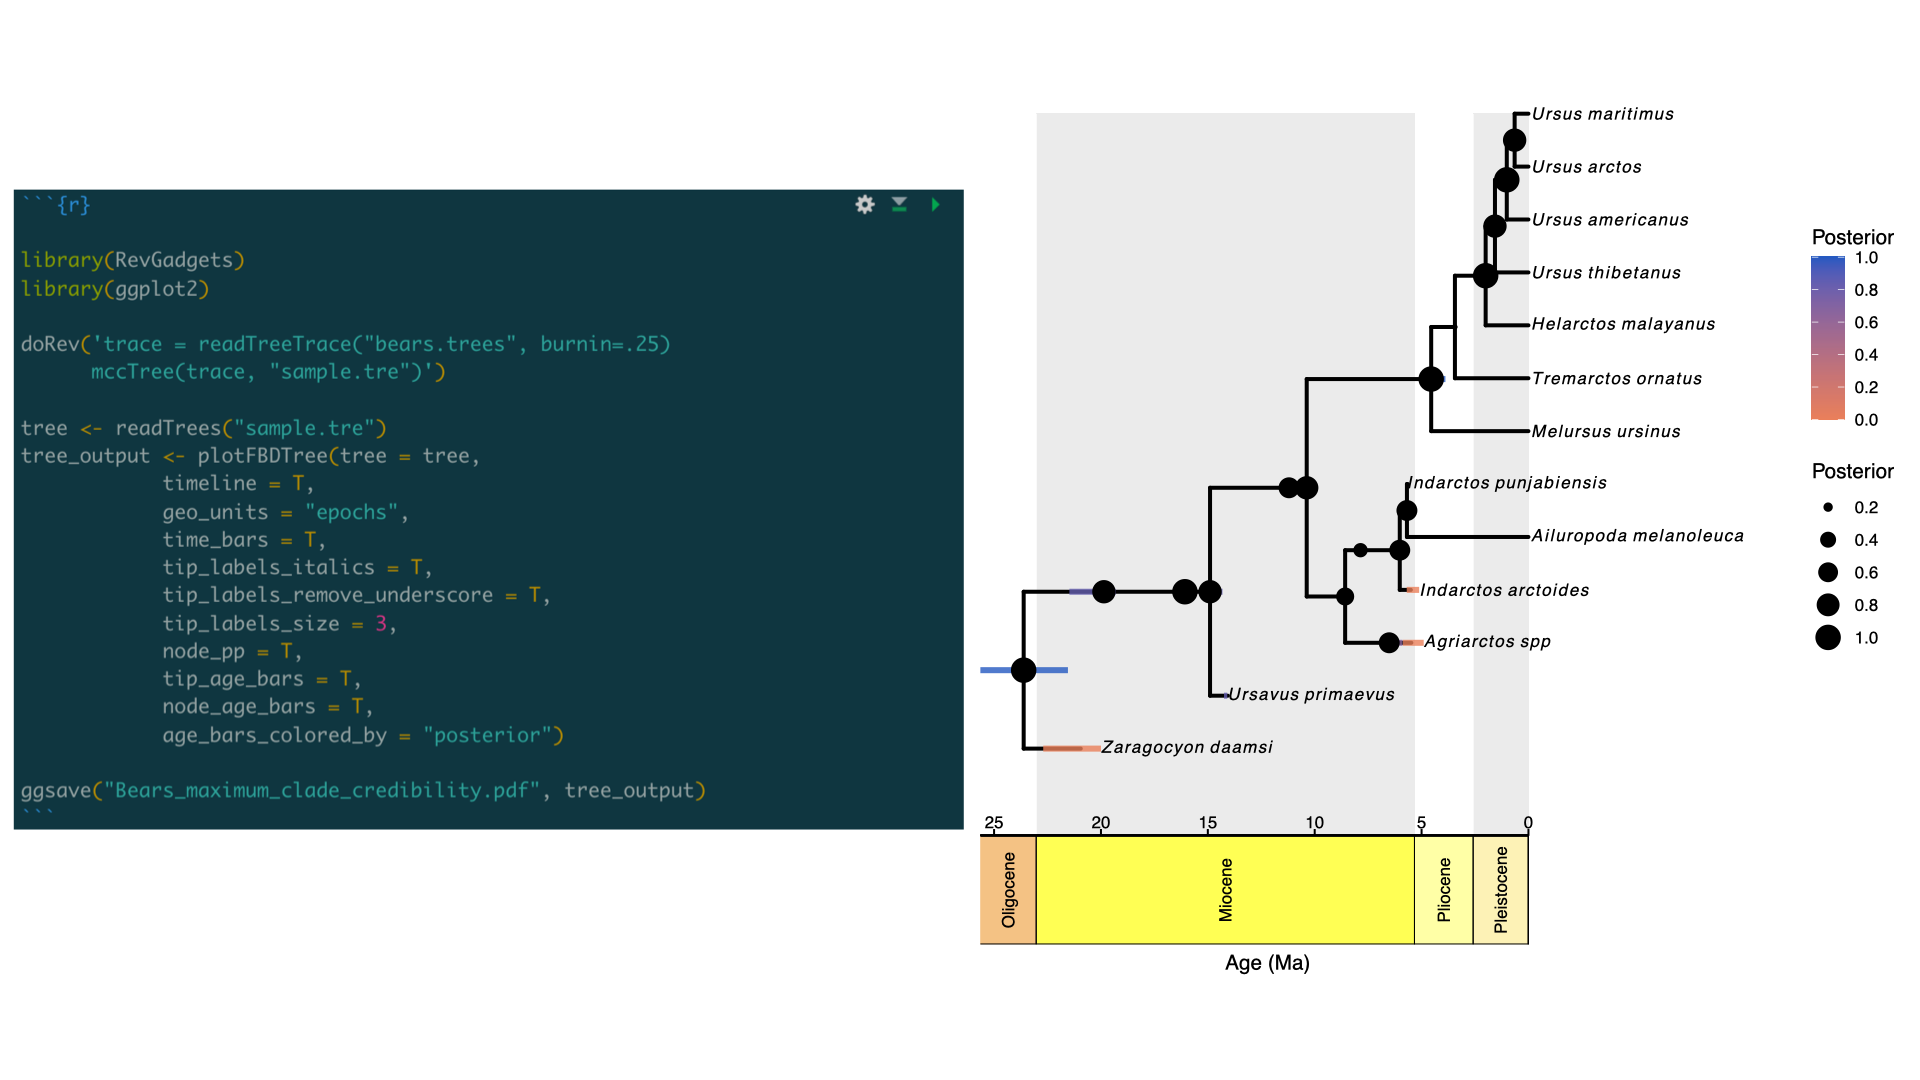 ```{r}
library(RevGadgets)
library(ggplot2)
doRev('trace = readTreeTrace("bears.trees", burnin=.25)
mccTree(trace, "sample.tre")')
tree <- readTrees("sample.tre")
tree_output <- plotFBDTree(tree = tree,
timeline = T,
geo_units = "epochs",
time_bars = T,
tip_labels_italics = T,
tip_labels_remove_underscore = T,
tip_labels_size = 3,
node_pp = T,
tip_age_bars = T,
node_age_bars = T,
age_bars_colored_by = "posterior")
ggsave("Bears_maximum_clade_credibility.pdf", tree_output)
```
Ursus maritimus
Ursus arctos
Ursus americanus
Ursus thibetanus
Helarctos malayanus
Tremarctos ornatus
Melursus ursinus
Indarctos punjabiensis
Ailuropoda melanoleuca
Indarctos arctoides
Agriarctos spp
Ursavus primaevus
Zaragocyon daamsi
25 20 15 10 5 0
Oligocene
Miocene
Pliocene
Pleistocene
Age (Ma)
Posterior
1.0
0.8
0.6
0.4
0.2
0.0
Posterior
0.2
0.4
0.6
0.8
1.0